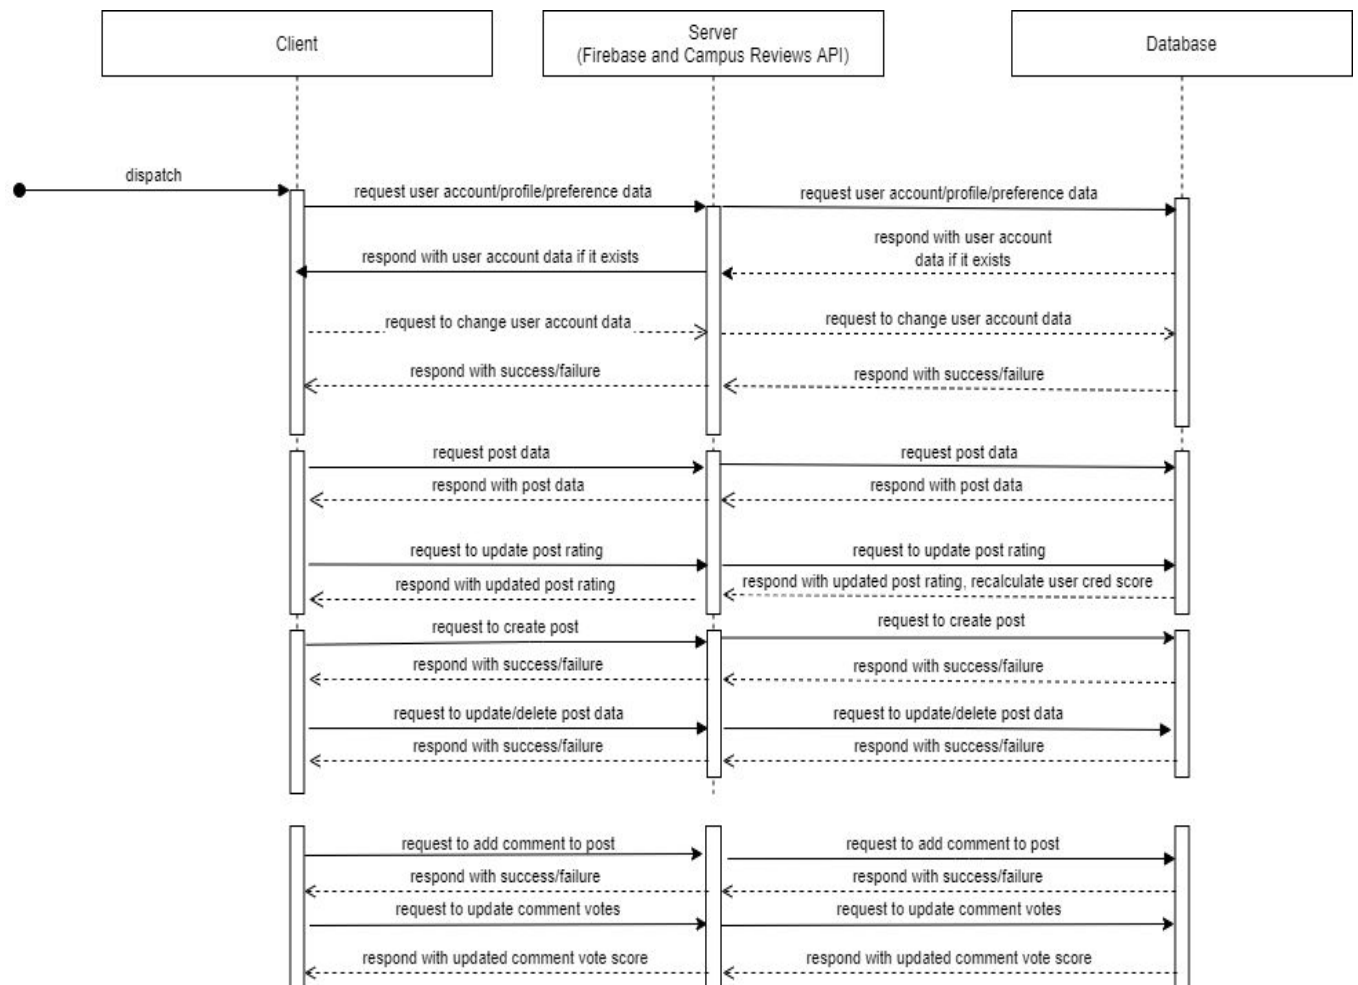 Client
Server
(Firebase and Campus Reviews API)
Database
dispatch
request user account/profile/preference data
request user account/profile/preference data
respond with user account
data if it exists
respond with user account data if it exists
request to change user account data
request to change user account data
respond with success/failure
respond with success/failure
request post data
request post data
respond with post data
respond with post data
request to update post rating
request to update post rating
respond with updated post rating
respond with updated post rating, recalculate user cred score
request to create post
request to create post
respond with success/failure
respond with success/failure
request to update/delete post data
request to update/delete post data
respond with success/failure
respond with success/failure
request to add comment to post
request to add comment to post
respond with success/failure
respond with success/failure
request to update comment votes
request to update comment votes
respond with updated comment vote score
respond with updated comment vote score